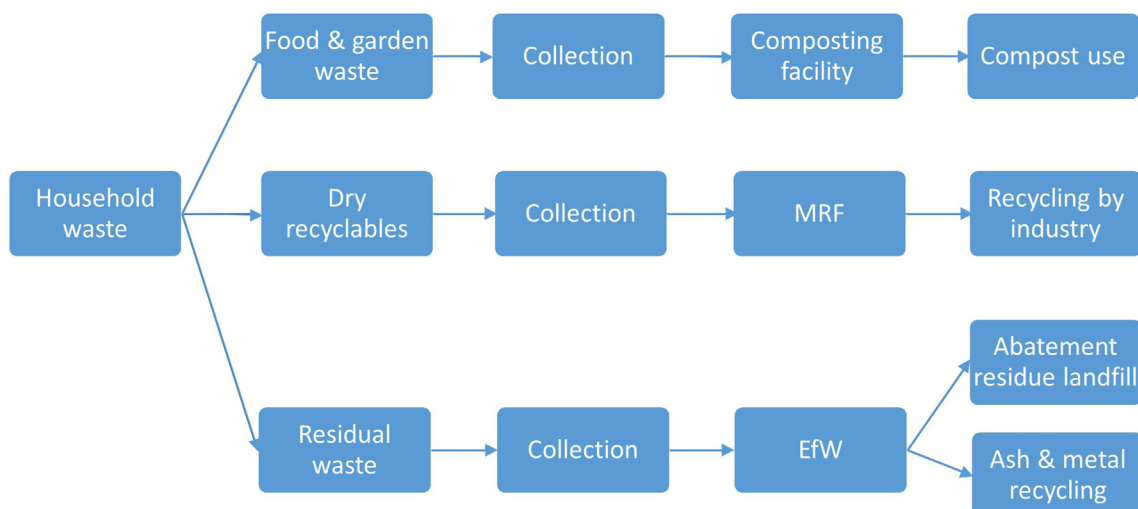 Food & garden
waste
Collection
Composting
facility
Compost use
Household
waste
Dry
recyclables
Collection
MRF
Recycling by
industry
Residual
waste
Collection
EfW
Abatement
residue landfill
Ash & metal
recycling